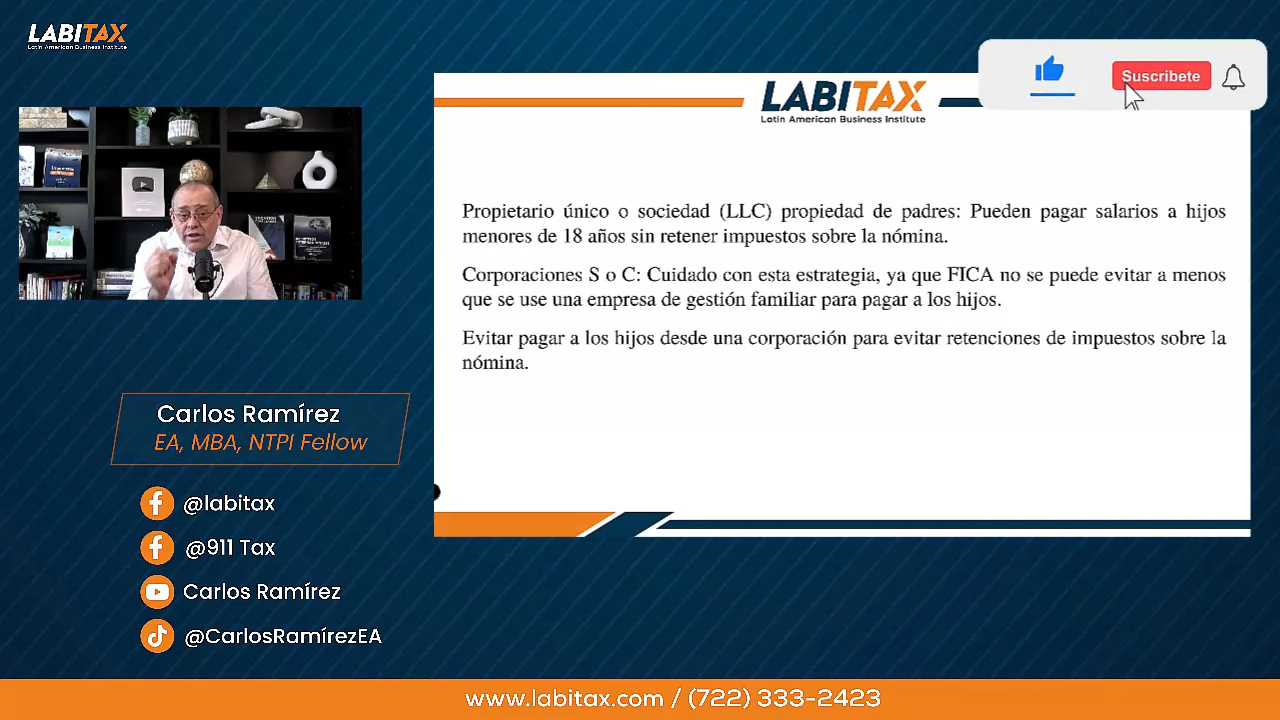 LABITAX
Latin American Business Institute
LABITAX
Latin American Business Institute
Suscribete
Propietario único o sociedad (LLC) propiedad de padres: Pueden pagar salarios a hijos
menores de 18 años sin retener impuestos sobre la nómina.
Corporaciones S o C: Cuidado con esta estrategia, ya que FICA no se puede evitar a menos
que se use una empresa de gestión familiar para pagar a los hijos.
Evitar pagar a los hijos desde una corporación para evitar retenciones de impuestos sobre la
nómina.
Carlos Ramírez
EA, MBA, NTPI Fellow
@labitax
@911 Tax
Carlos Ramírez
@CarlosRamírezEA
www.labitax.com / (722) 333-2423